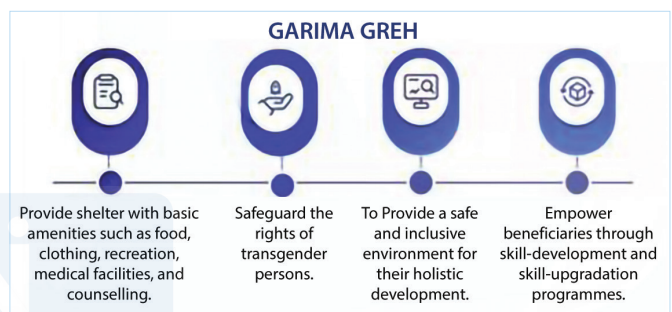 GARIMA GREH
Provide shelter with basic
amenities such as food,
clothing, recreation,
medical facilities, and
counselling.
Safeguard the
rights of
transgender
persons.
To Provide a safe
and inclusive
environment for
their holistic
development.
Empower
beneficiaries through
skill-development and
skill-upgradation
programmes.